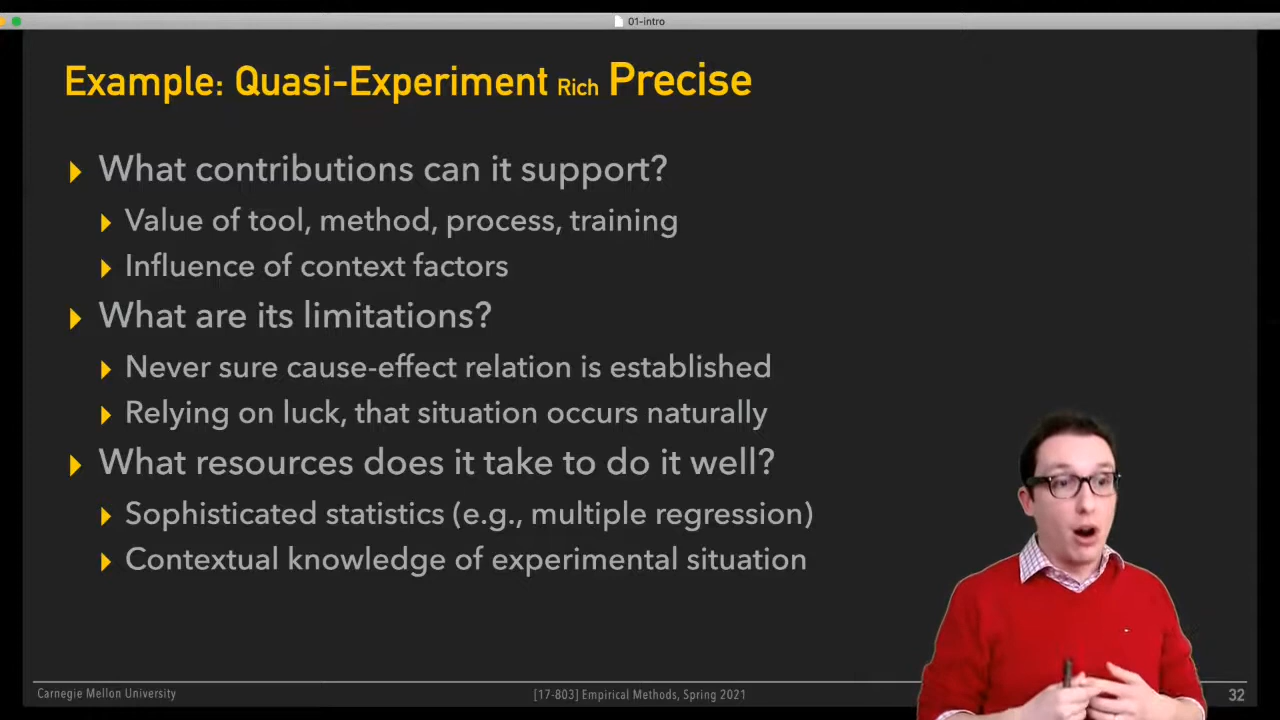 01-intro
Example: Quasi-Experiment Rich Precise
What contributions can it support?
Value of tool, method, process, training
Influence of context factors
What are its limitations?
Never sure cause-effect relation is established
Relying on luck, that situation occurs naturally
What resources does it take to do it well?
Sophisticated statistics (e.g., multiple regression)
Contextual knowledge of experimental situation
Carnegie Mellon University
[17-803] Empirical Methods, Spring 2021
32